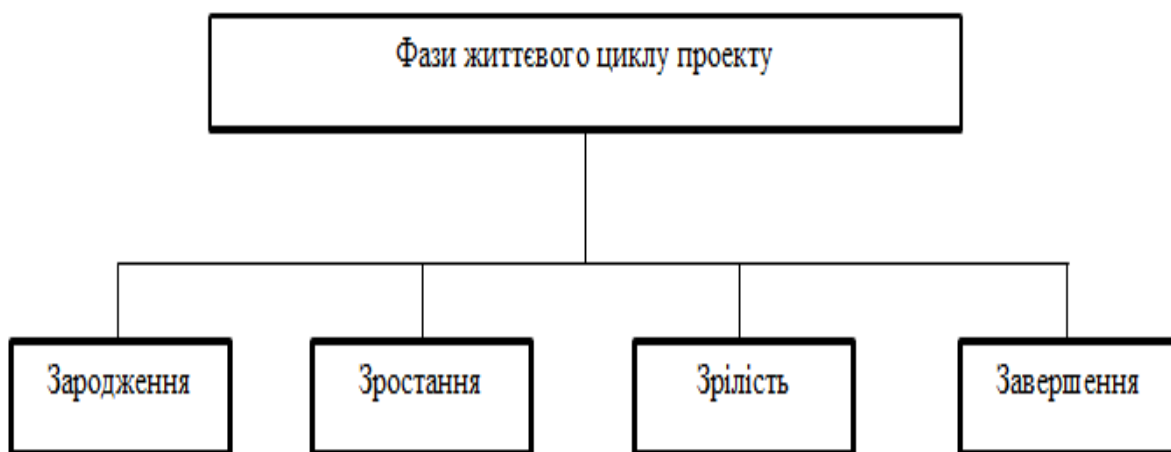 Фази життєвого циклу проекту
Зародження
Зростання
Зрілість
Завершення